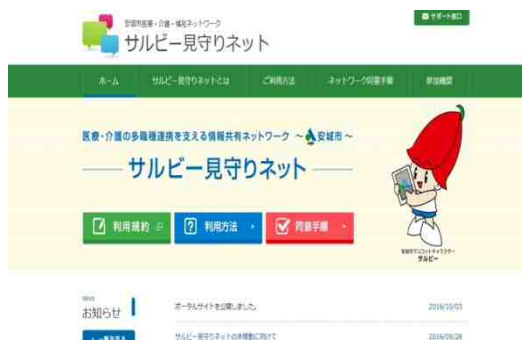 安城市医療・介護・福祉ネットワーク
サルビー見守りネット
サポート窓口
ホーム
サルビー見守りネットとは
ご利用方法
ネットワーク同意手順
参加機関
医療・介護の多職種連携を支える情報共有ネットワーク ～ 安城市 ～
サルビー見守りネット
利用規約
利用方法
同意手順
安城市マスコットキャラクター
サルビー
news
お知らせ
ポータルサイトを公開しました。
2016/10/03
一覧を見る
サルビー見守りネットの本稼動に向けて
2016/09/28